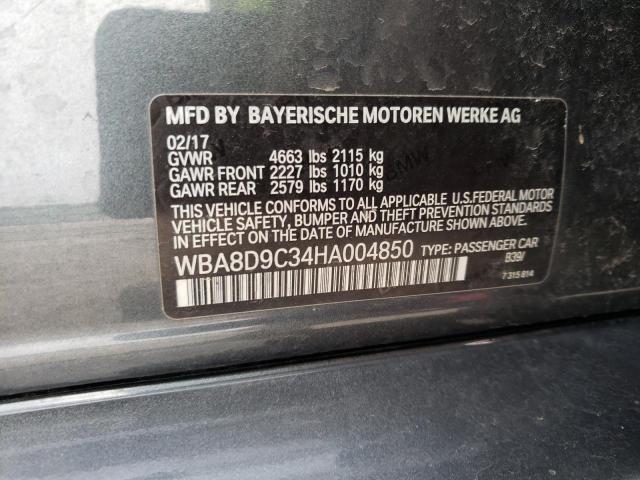 MFD BY BAYERISCHE MOTOREN WERKE AG
02/17
GVWR 4663 lbs 2115 kg
GAWR FRONT 2227 lbs 1010 kg
GAWR REAR 2579 lbs 1170 kg
THIS VEHICLE CONFORMS TO ALL APPLICABLE U.S.FEDERAL MOTOR
VEHICLE SAFETY, BUMPER AND THEFT PREVENTION STANDARDS
IN EFFECT ON THE DATE OF MANUFACTURE SHOWN ABOVE.
WBA8D9C34HA004850 TYPE: PASSENGER CAR
B39/
7 315 814